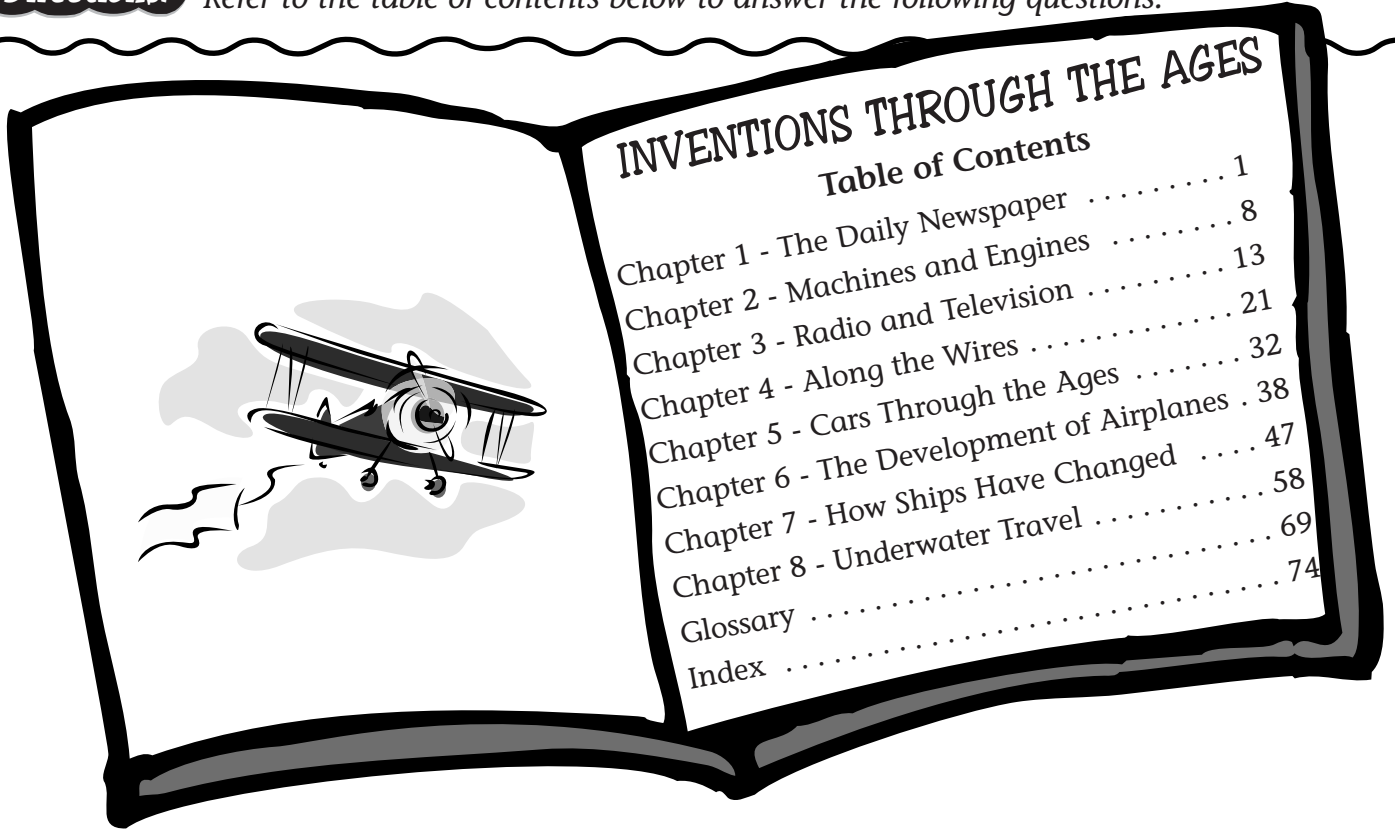 Refer to the table of contents below to answer the following questions.
INVENTIONS THROUGH THE AGES
Table of Contents
Chapter 1 - The Daily Newspaper . . . . . . . . . 1
Chapter 2 - Machines and Engines . . . . . . . . 8
Chapter 3 - Radio and Television . . . . . . . . . 13
Chapter 4 - Along the Wires . . . . . . . . . . . . . 21
Chapter 5 - Cars Through the Ages . . . . . . . 32
Chapter 6 - The Development of Airplanes . 38
Chapter 7 - How Ships Have Changed . . . . 47
Chapter 8 - Underwater Travel . . . . . . . . . . . 58
Glossary . . . . . . . . . . . . . . . . . . . . . . . . . . . . . 69
Index . . . . . . . . . . . . . . . . . . . . . . . . . . . . . . . 74